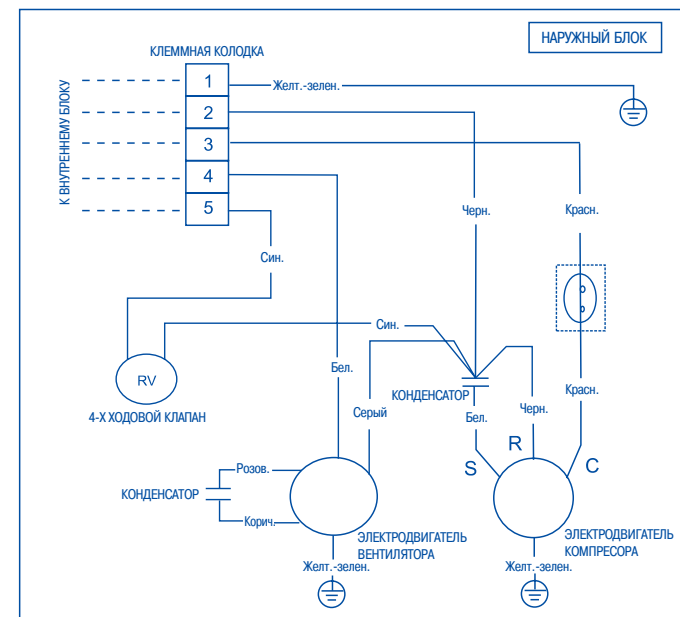 НАРУЖНЫЙ БЛОК
КЛЕММНАЯ КОЛОДКА
К ВНУТРЕННЕМУ БЛОКУ
1
2
3
4
5
Желт.-зелен.
Черн.
Красн.
Син.
Син.
RV
4-Х ХОДОВОЙ КЛАПАН
Бел.
Серый
КОНДЕНСАТОР
Бел.
Черн.
Красн.
S
R
C
Розов.
КОНДЕНСАТОР
Корич.
ЭЛЕКТРОДВИГАТЕЛЬ
ВЕНТИЛЯТОРА
ЭЛЕКТРОДВИГАТЕЛЬ
КОМПРЕСОРА
Желт.-зелен.
Желт.-зелен.